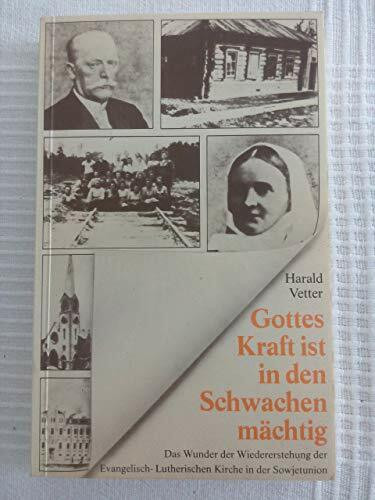 Harald
Vetter
Gottes
Kraft ist
in den
Schwachen
mächtig
Das Wunder der Wiedererstehung der
Evangelisch-Lutherischen Kirche in der Sowjetunion